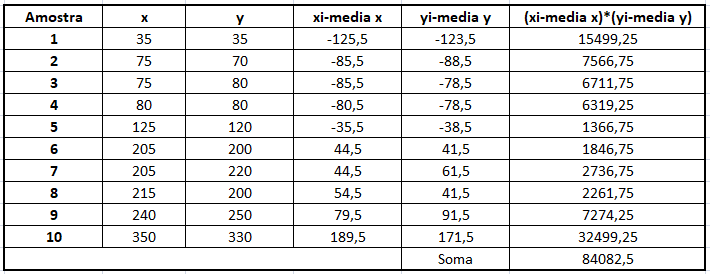 Amostra x y xi-media x yi-media y (xi-media x)*(yi-media y)
1 35 35 -125,5 -123,5 15499,25
2 75 70 -85,5 -88,5 7566,75
3 75 80 -85,5 -78,5 6711,75
4 80 80 -80,5 -78,5 6319,25
5 125 120 -35,5 -38,5 1366,75
6 205 200 44,5 41,5 1846,75
7 205 220 44,5 61,5 2736,75
8 215 200 54,5 41,5 2261,75
9 240 250 79,5 91,5 7274,25
10 350 330 189,5 171,5 32499,25
Soma 84082,5